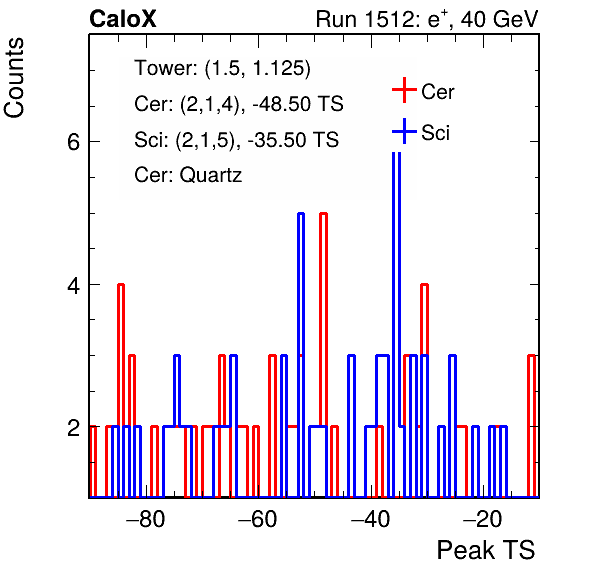 CaloX Run 1512: e⁺, 40 GeV
Counts
Tower: (1.5, 1.125)
Cer: (2,1,4), -48.50 TS
Sci: (2,1,5), -35.50 TS
Cer: Quartz
Cer
Sci
6
4
2
−80 −60 −40 −20
Peak TS